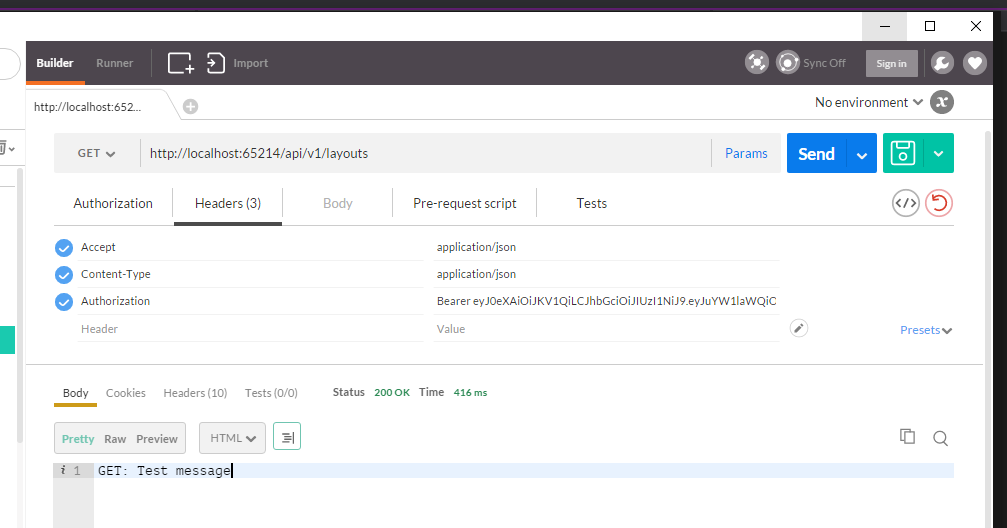 Builder Runner Import Sync Off Sign in
http://localhost:652... No environment
GET http://localhost:65214/api/v1/layouts Params Send
Authorization Headers (3) Body Pre-request script Tests
Accept application/json
Content-Type application/json
Authorization Bearer eyJ0eXAiOiJKV1QiLCJhbGciOiJIUzI1NiJ9.eyJuYW1laWQiO
Header Value Presets
Body Cookies Headers (10) Tests (0/0) Status 200 OK Time 416 ms
Pretty Raw Preview HTML
i 1 GET: Test message